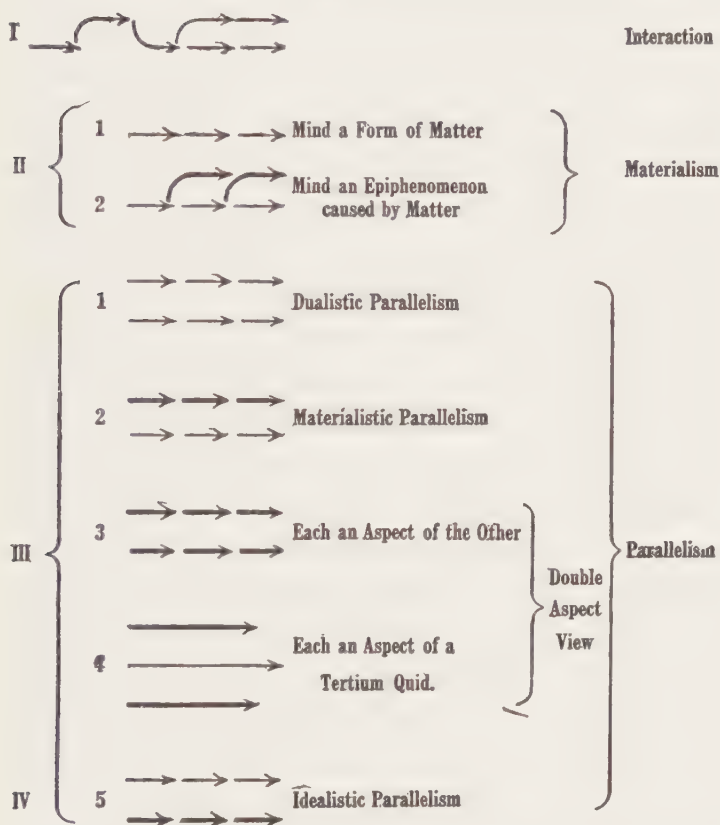 I Interaction
1 Mind a Form of Matter
II Materialism
2 Mind an Epiphenomenon
caused by Matter
1 Dualistic Parallelism
2 Materialistic Parallelism
3 Each an Aspect of the Other
III Parallelism
Double
Aspect
View
4 Each an Aspect of a
Tertium Quid.
IV 5 Idealistic Parallelism